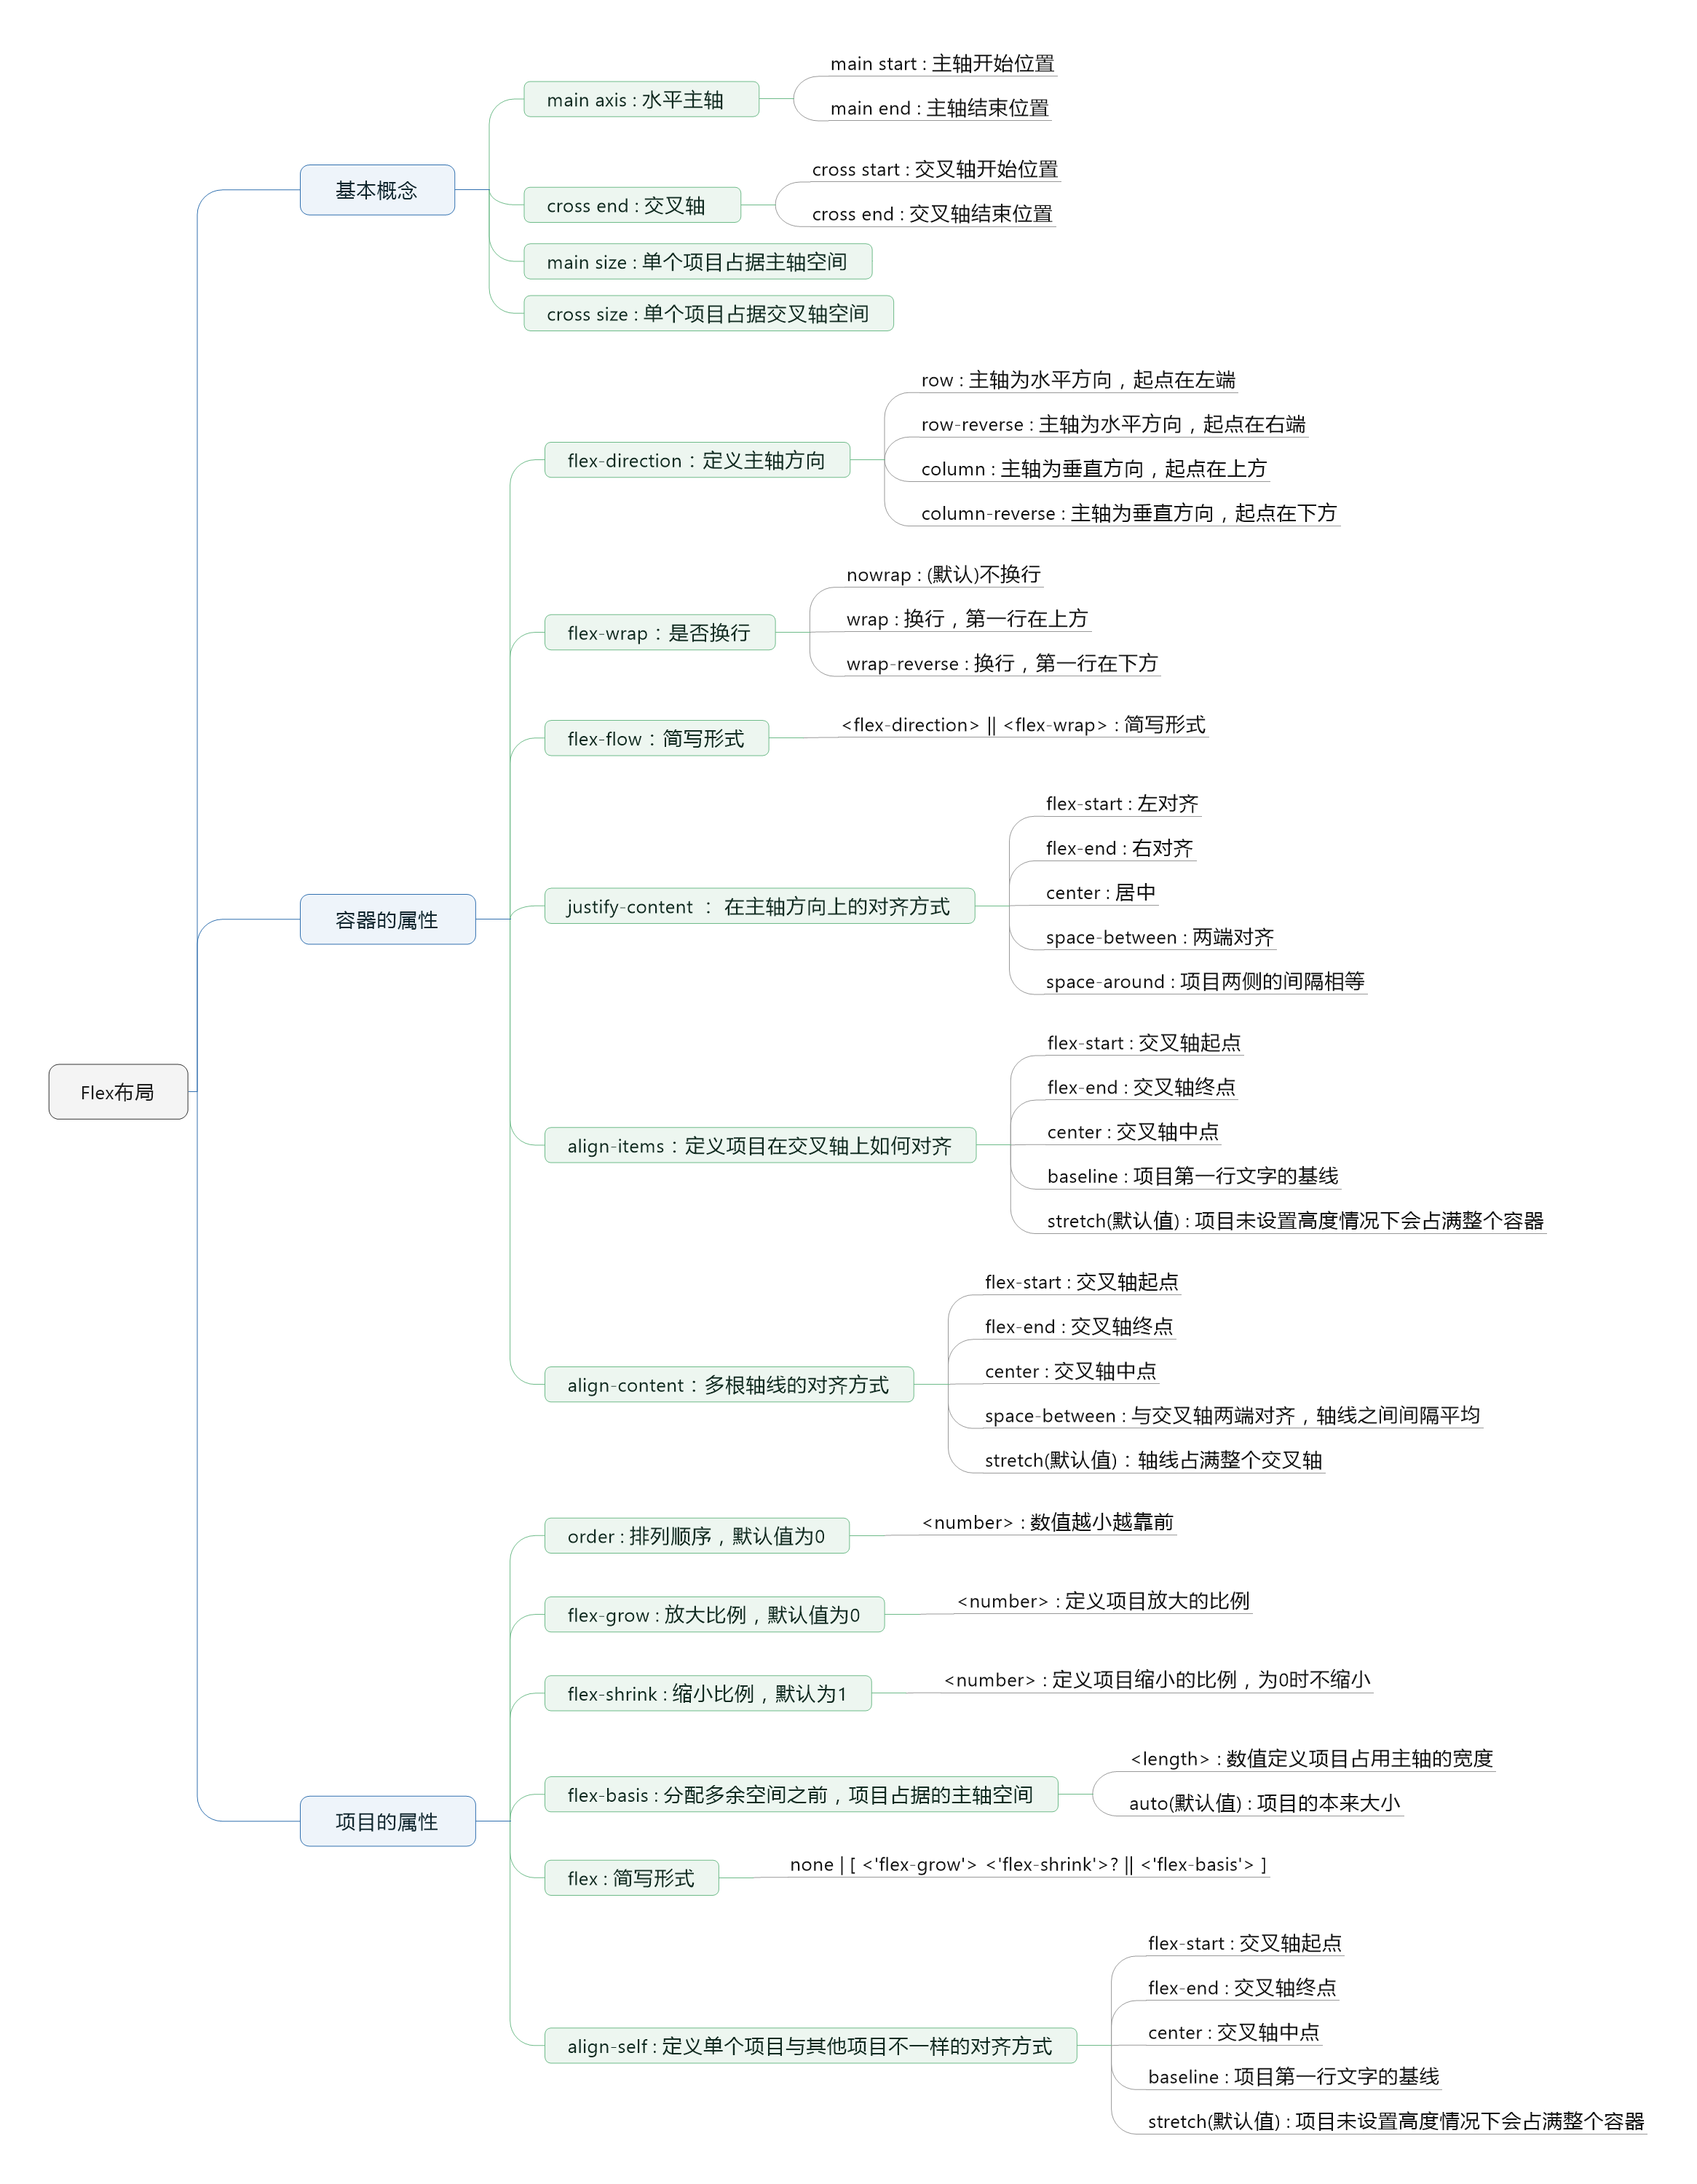 Flex布局
基本概念
main axis : 水平主轴
main start : 主轴开始位置
main end : 主轴结束位置
cross end : 交叉轴
cross start : 交叉轴开始位置
cross end : 交叉轴结束位置
main size : 单个项目占据主轴空间
cross size : 单个项目占据交叉轴空间
容器的属性
flex-direction：定义主轴方向
row : 主轴为水平方向，起点在左端
row-reverse : 主轴为水平方向，起点在右端
column : 主轴为垂直方向，起点在上方
column-reverse : 主轴为垂直方向，起点在下方
flex-wrap：是否换行
nowrap : (默认)不换行
wrap : 换行，第一行在上方
wrap-reverse : 换行，第一行在下方
flex-flow：简写形式
<flex-direction> || <flex-wrap> : 简写形式
justify-content ： 在主轴方向上的对齐方式
flex-start : 左对齐
flex-end : 右对齐
center : 居中
space-between : 两端对齐
space-around : 项目两侧的间隔相等
align-items：定义项目在交叉轴上如何对齐
flex-start : 交叉轴起点
flex-end : 交叉轴终点
center : 交叉轴中点
baseline : 项目第一行文字的基线
stretch(默认值) : 项目未设置高度情况下会占满整个容器
align-content：多根轴线的对齐方式
flex-start : 交叉轴起点
flex-end : 交叉轴终点
center : 交叉轴中点
space-between : 与交叉轴两端对齐，轴线之间间隔平均
stretch(默认值)：轴线占满整个交叉轴
项目的属性
order : 排列顺序，默认值为0
<number> : 数值越小越靠前
flex-grow : 放大比例，默认值为0
<number> : 定义项目放大的比例
flex-shrink : 缩小比例，默认为1
<number> : 定义项目缩小的比例，为0时不缩小
flex-basis : 分配多余空间之前，项目占据的主轴空间
<length> : 数值定义项目占用主轴的宽度
auto(默认值) : 项目的本来大小
flex : 简写形式
none | [ <'flex-grow'> <'flex-shrink'>? || <'flex-basis'> ]
align-self : 定义单个项目与其他项目不一样的对齐方式
flex-start : 交叉轴起点
flex-end : 交叉轴终点
center : 交叉轴中点
baseline : 项目第一行文字的基线
stretch(默认值) : 项目未设置高度情况下会占满整个容器